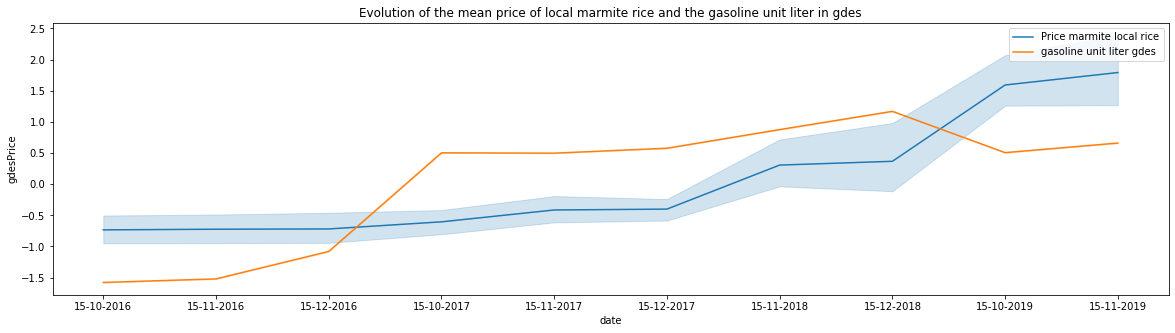 Evolution of the mean price of local marmite rice and the gasoline unit liter in gdes
Price marmite local rice
gasoline unit liter gdes
gdesPrice
2.5
2.0
1.5
1.0
0.5
0.0
−0.5
−1.0
−1.5
15-10-2016 15-11-2016 15-12-2016 15-10-2017 15-11-2017 15-12-2017 15-11-2018 15-12-2018 15-10-2019 15-11-2019
date